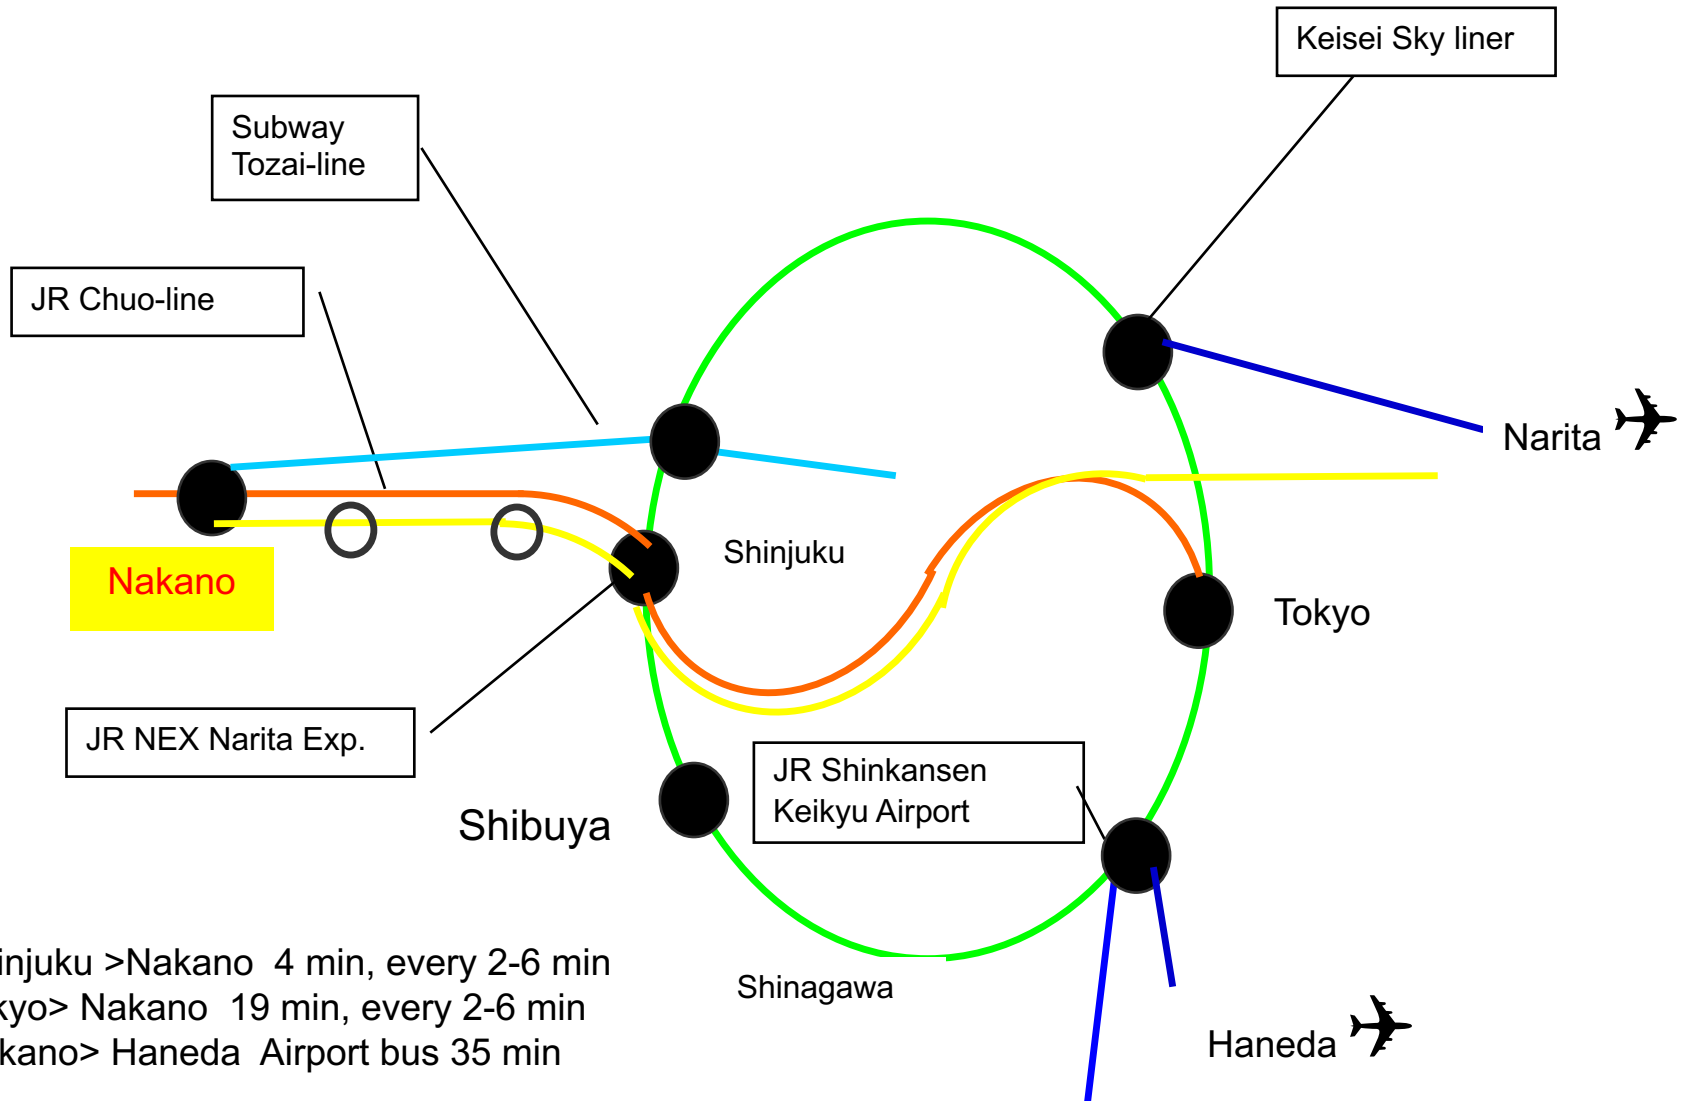 Keisei Sky liner
Subway
Tozai-line
JR Chuo-line
Narita
Shinjuku
Nakano
Tokyo
JR NEX Narita Exp.
JR Shinkansen
Keikyu Airport
Shibuya
injuku >Nakano 4 min, every 2-6 min
Shinagawa
kyo> Nakano 19 min, every 2-6 min
kano> Haneda Airport bus 35 min
Haneda